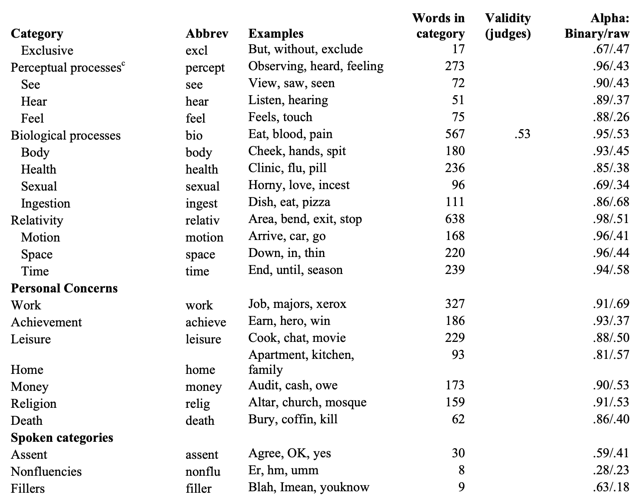 Words in Validity Alpha:
Category Abbrev Examples category (judges) Binary/raw
Exclusive excl But, without, exclude 17 .67/.47
Perceptual processesᶜ percept Observing, heard, feeling 273 .96/.43
See see View, saw, seen 72 .90/.43
Hear hear Listen, hearing 51 .89/.37
Feel feel Feels, touch 75 .88/.26
Biological processes bio Eat, blood, pain 567 .53 .95/.53
Body body Cheek, hands, spit 180 .93/.45
Health health Clinic, flu, pill 236 .85/.38
Sexual sexual Horny, love, incest 96 .69/.34
Ingestion ingest Dish, eat, pizza 111 .86/.68
Relativity relativ Area, bend, exit, stop 638 .98/.51
Motion motion Arrive, car, go 168 .96/.41
Space space Down, in, thin 220 .96/.44
Time time End, until, season 239 .94/.58
Personal Concerns
Work work Job, majors, xerox 327 .91/.69
Achievement achieve Earn, hero, win 186 .93/.37
Leisure leisure Cook, chat, movie 229 .88/.50
Apartment, kitchen, 93 .81/.57
Home home family
Money money Audit, cash, owe 173 .90/.53
Religion relig Altar, church, mosque 159 .91/.53
Death death Bury, coffin, kill 62 .86/.40
Spoken categories
Assent assent Agree, OK, yes 30 .59/.41
Nonfluencies nonflu Er, hm, umm 8 .28/.23
Fillers filler Blah, Imean, youknow 9 .63/.18